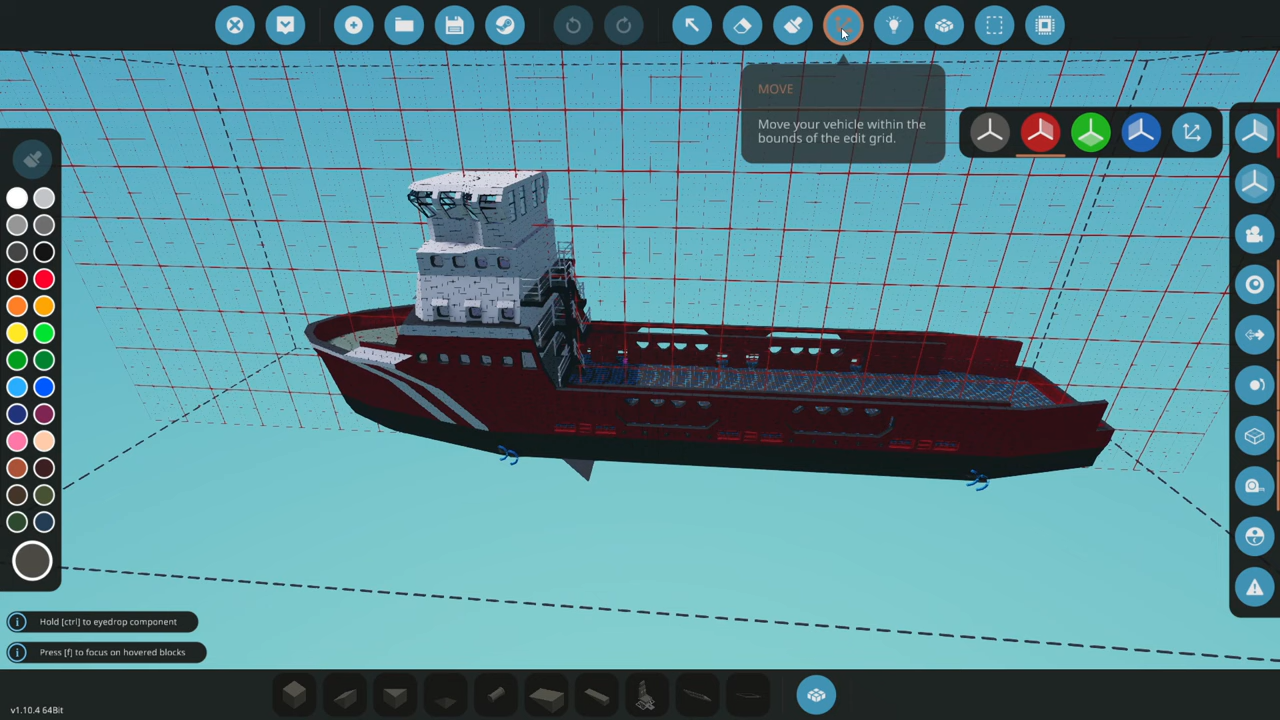 MOVE
Move your vehicle within the
bounds of the edit grid.
Hold [ctrl] to eyedrop component
Press [f] to focus on hovered blocks
v1.10.4 64Bit